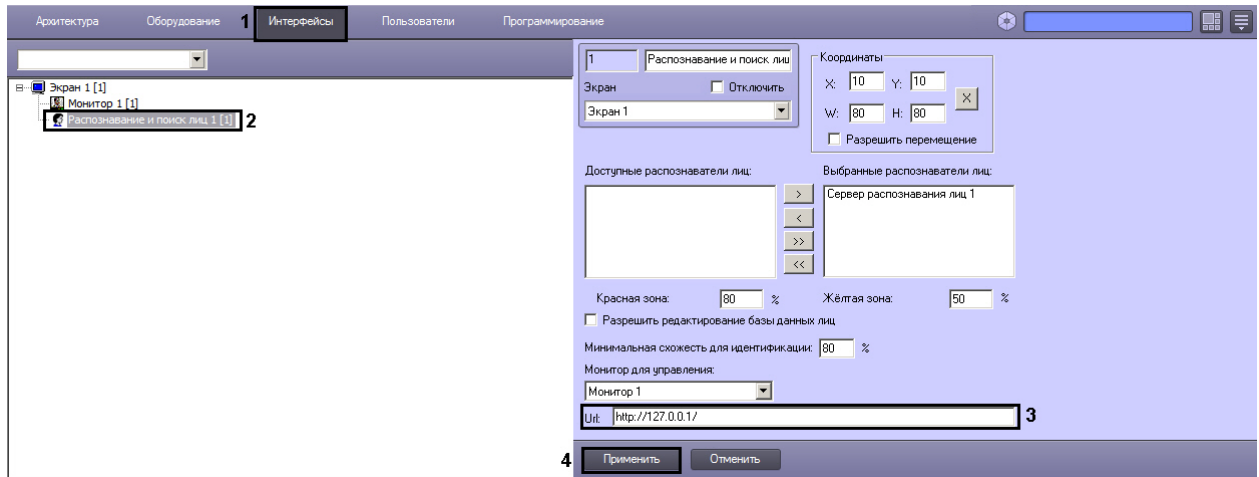 Архитектура Оборудование 1 Интерфейсы Пользователи Программирование
Экран 1 [1]
Монитор 1 [1]
Распознавание и поиск лиц 1 [1] 2
1 Распознавание и поиск лиц
Экран Отключить
Экран 1
Координаты
X: 10 Y: 10
W: 80 H: 80 X
Разрешить перемещение
Доступные распознаватели лиц: Выбранные распознаватели лиц:
Сервер распознавания лиц 1
>
<
>>
<<
Красная зона: 80 % Жёлтая зона: 50 %
Разрешить редактирование базы данных лиц
Минимальная схожесть для идентификации: 80 %
Монитор для управления:
Монитор 1
Url: http://127.0.0.1/ 3
4 Применить Отменить